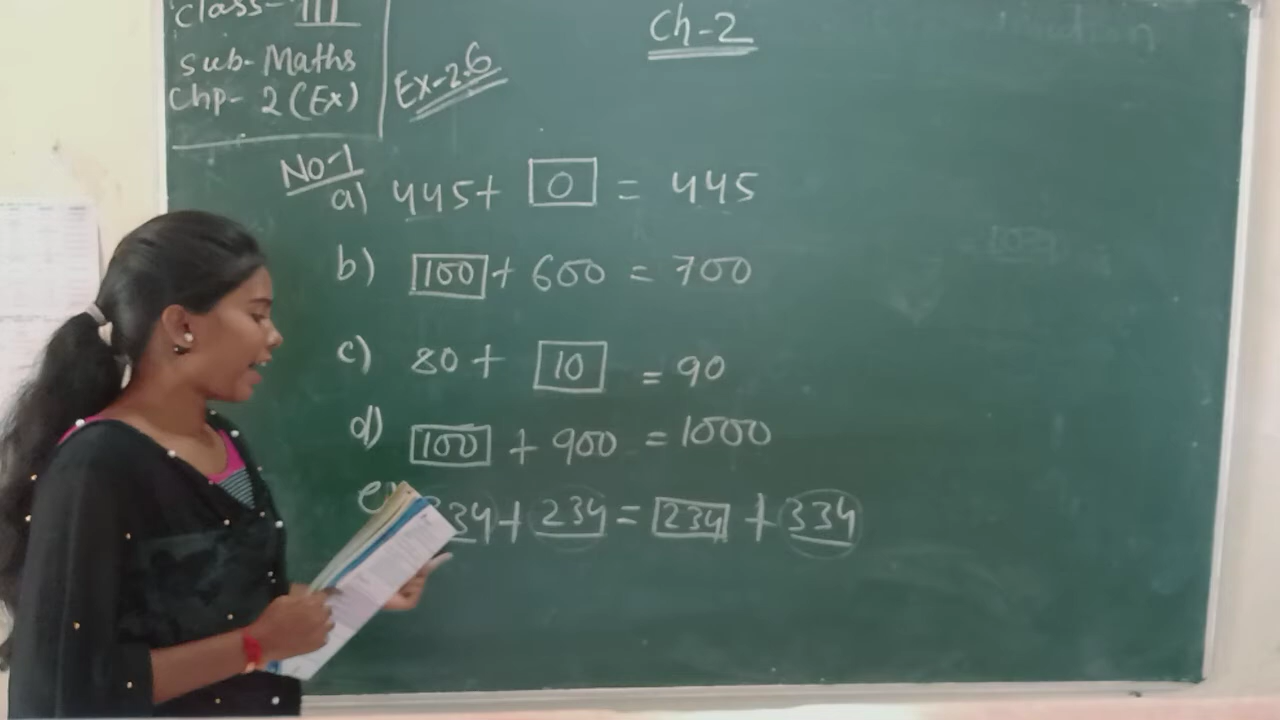 Class- III
Sub- Maths
Chp- 2 (Ex)
Ch-2
Ex-2.6
No-1
a) 445+ 0 = 445
b) 100 + 600 = 700
c) 80 + 10 = 90
d) 100 + 900 = 1000
e) 34 + 234 = 234 + 334